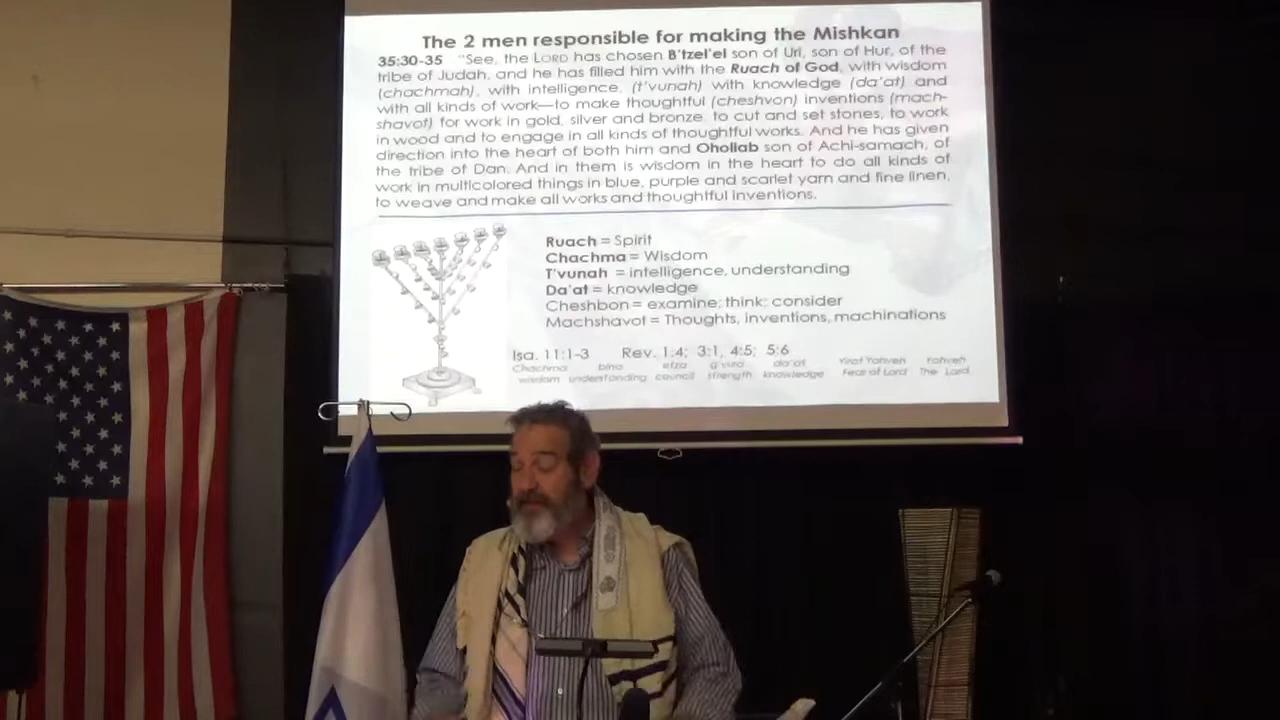 The 2 men responsible for making the Mishkan
35:30-35 "See, the LORD has chosen B'tzel'el son of Uri, son of Hur, of the
tribe of Judah, and he has filled him with the Ruach of God, with wisdom
(chachmah), with intelligence, (t'vunah) with knowledge (da'at) and
with all kinds of work—to make thoughtful (cheshvon) inventions (mach-
shavot) for work in gold, silver and bronze, to cut and set stones, to work
in wood and to engage in all kinds of thoughtful works. And he has given
direction into the heart of both him and Oholiab son of Achi-samach, of
the tribe of Dan. And in them is wisdom in the heart to do all kinds of
work in multicolored things in blue, purple and scarlet yarn and fine linen,
to weave and make all works and thoughtful inventions.
Ruach = Spirit
Chachma = Wisdom
T'vunah = intelligence, understanding
Da'at = knowledge
Cheshbon = examine; think; consider
Machshavot = Thoughts, inventions, machinations
Isa. 11:1-3 Rev. 1:4; 3:1, 4:5; 5:6
Chachma bina etza g'vura da'at Yirat Yahveh Yahveh
wisdom understanding council strength knowledge Fear of Lord The Lord